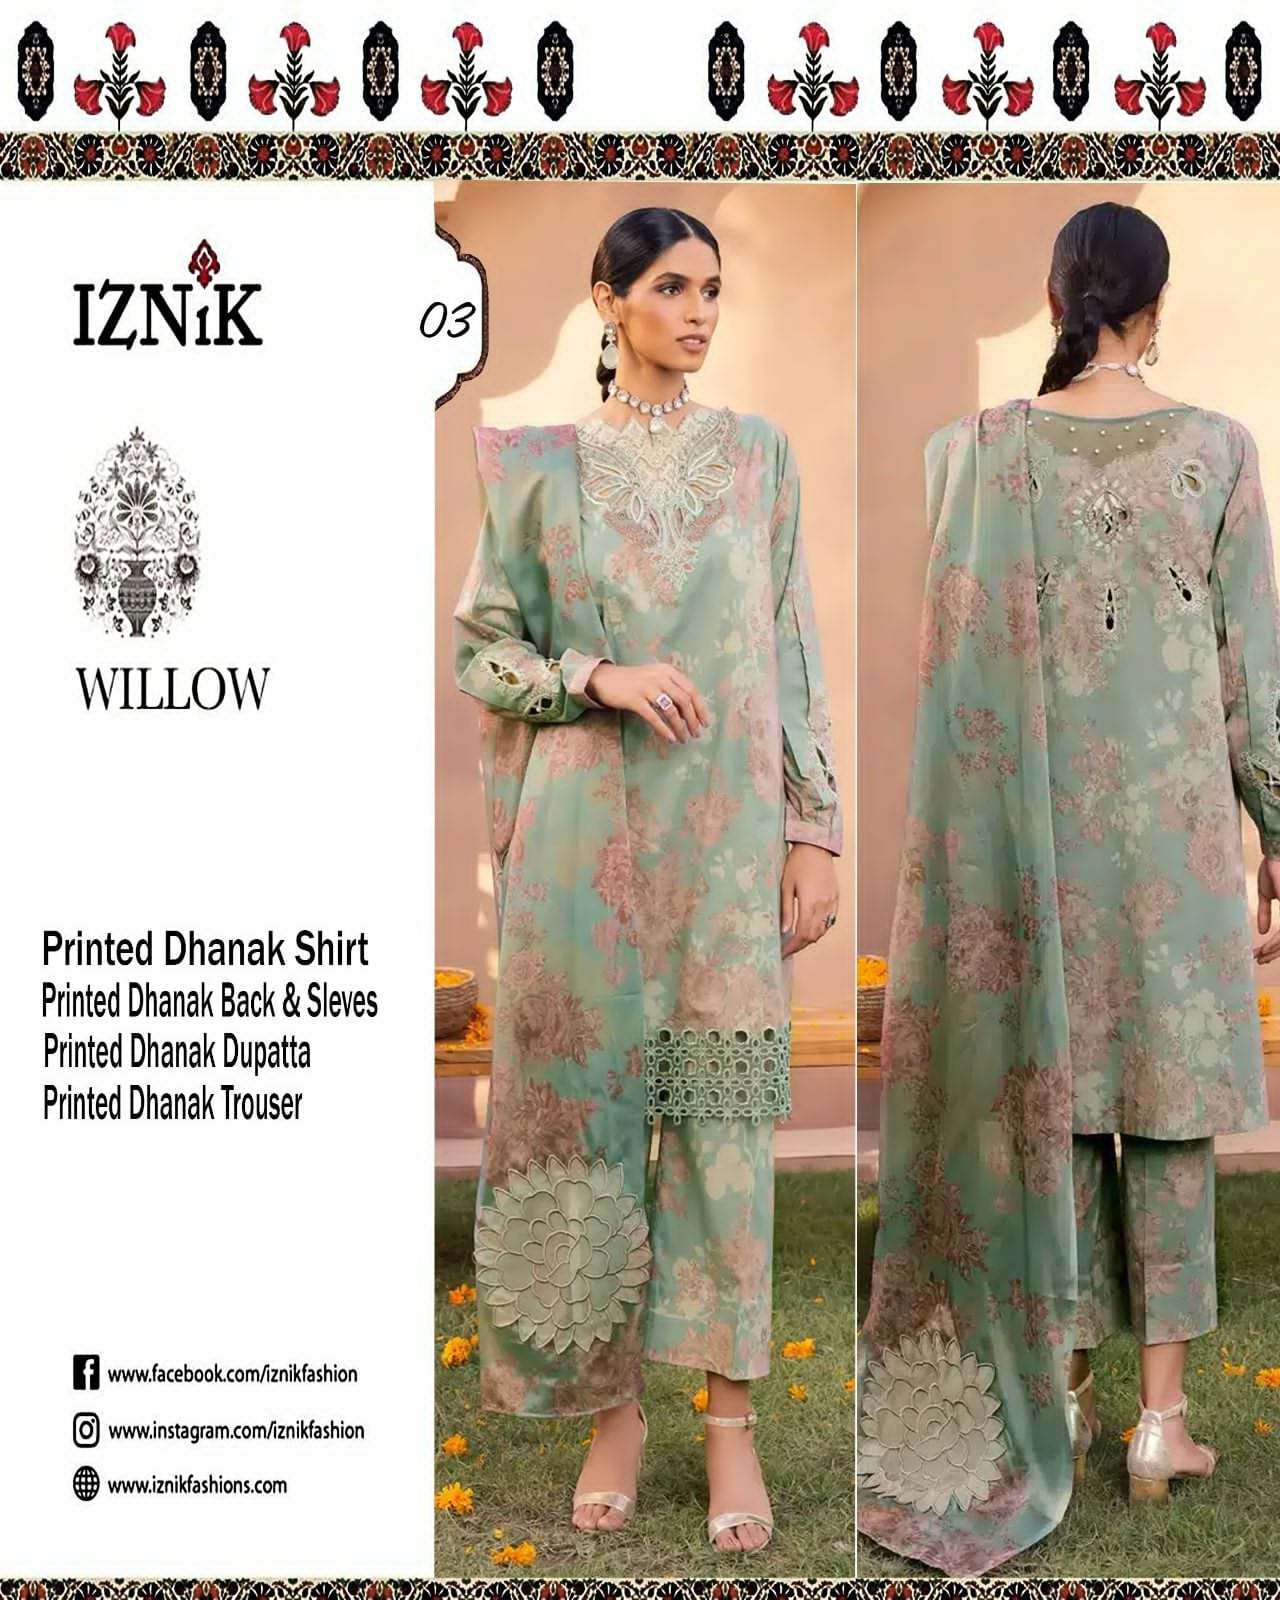 IZNiK
03
WILLOW
Printed Dhanak Shirt
Printed Dhanak Back & Sleves
Printed Dhanak Dupatta
Printed Dhanak Trouser
www.facebook.com/iznikfashion
www.instagram.com/iznikfashion
www.iznikfashions.com